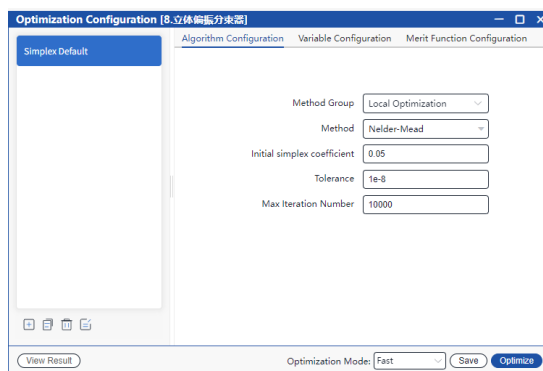 Optimization Configuration [8.立体偏振分束器]
Simplex Default
Algorithm Configuration Variable Configuration Merit Function Configuration
Method Group Local Optimization
Method Nelder-Mead
Initial simplex coefficient 0.05
Tolerance 1e-8
Max Iteration Number 10000
View Result Optimization Mode: Fast Save Optimize